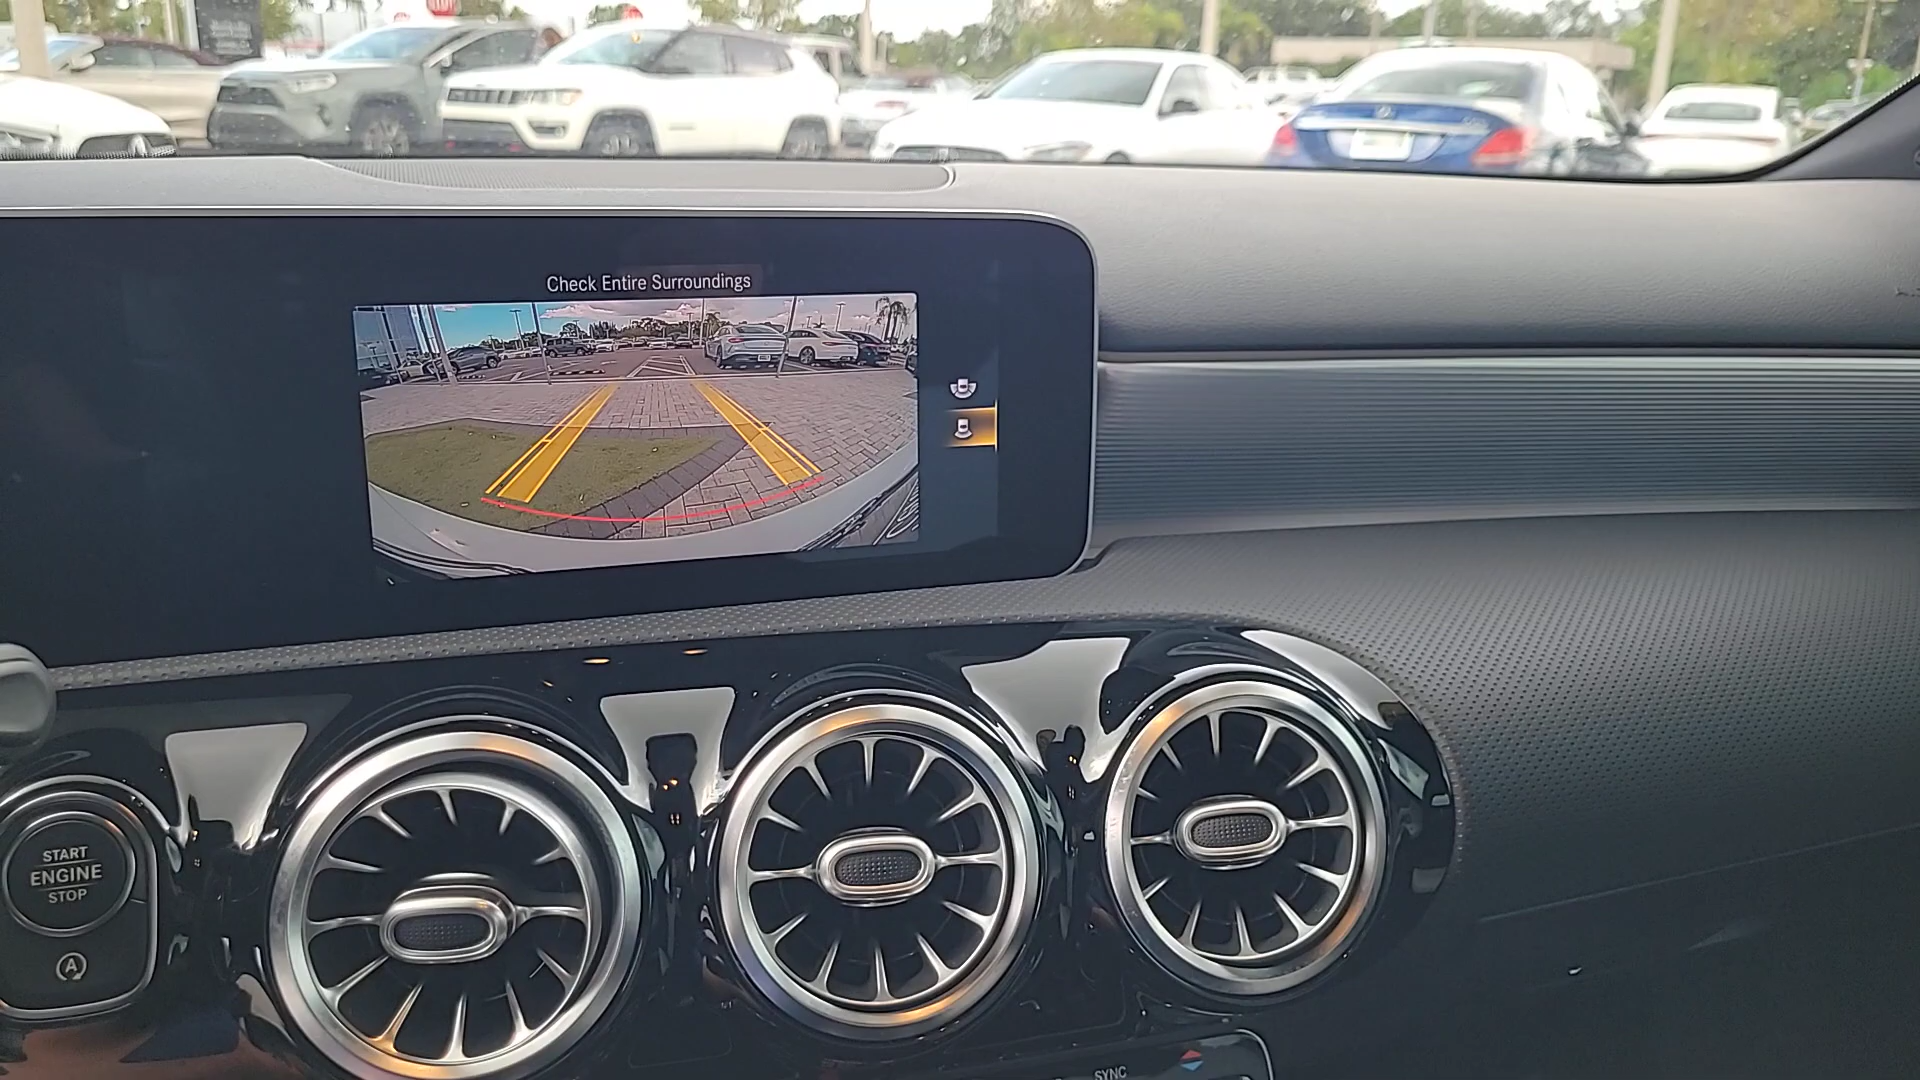 Check Entire Surroundings
START
ENGINE
STOP
A
SYNC